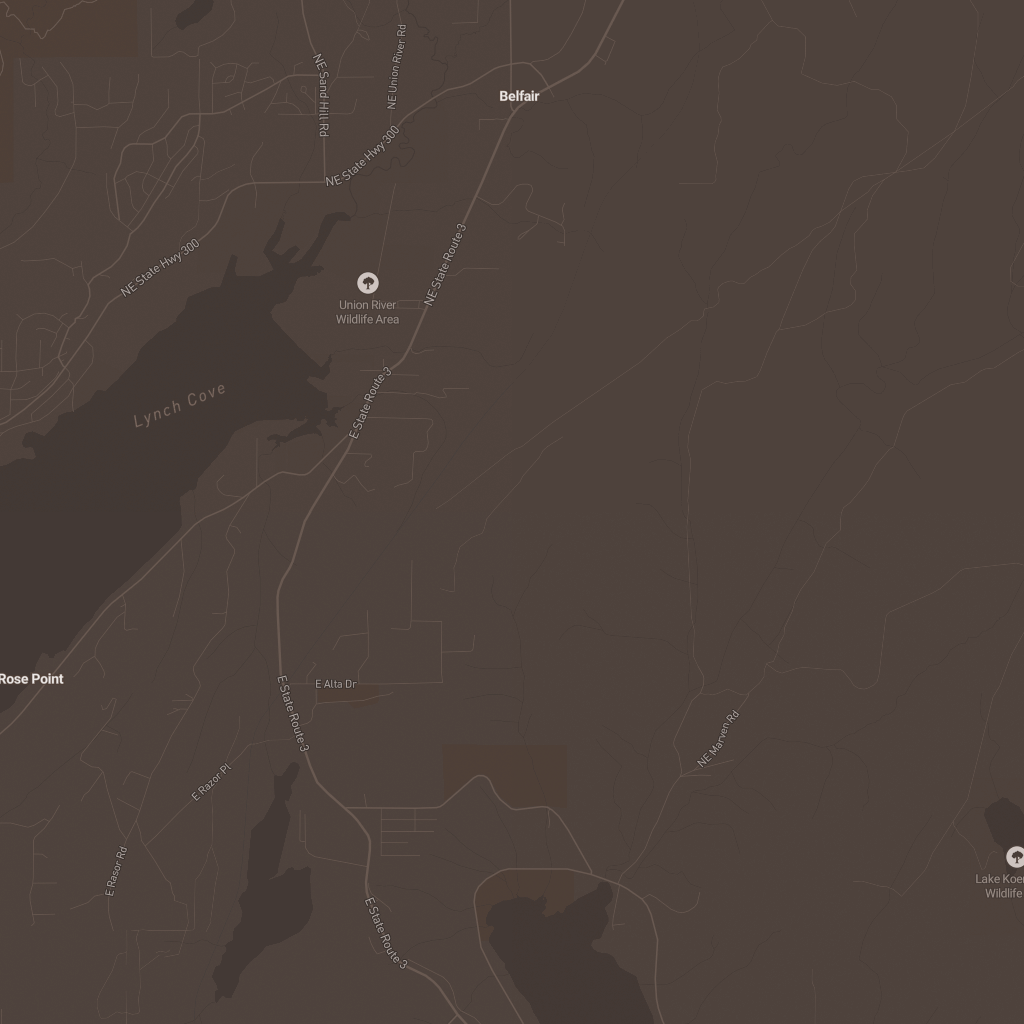 NE Union River Rd
NE Sand Hill Rd
Belfair
NE State Hwy 300
NE State Hwy 300
NE State Route 3
Union River
Wildlife Area
Lynch Cove
E State Route 3
Rose Point
E Alta Dr
E State Route 3
NE Marven Rd
E Razor Pl
E Rasor Rd
Lake Koe
Wildlife
E State Route 3